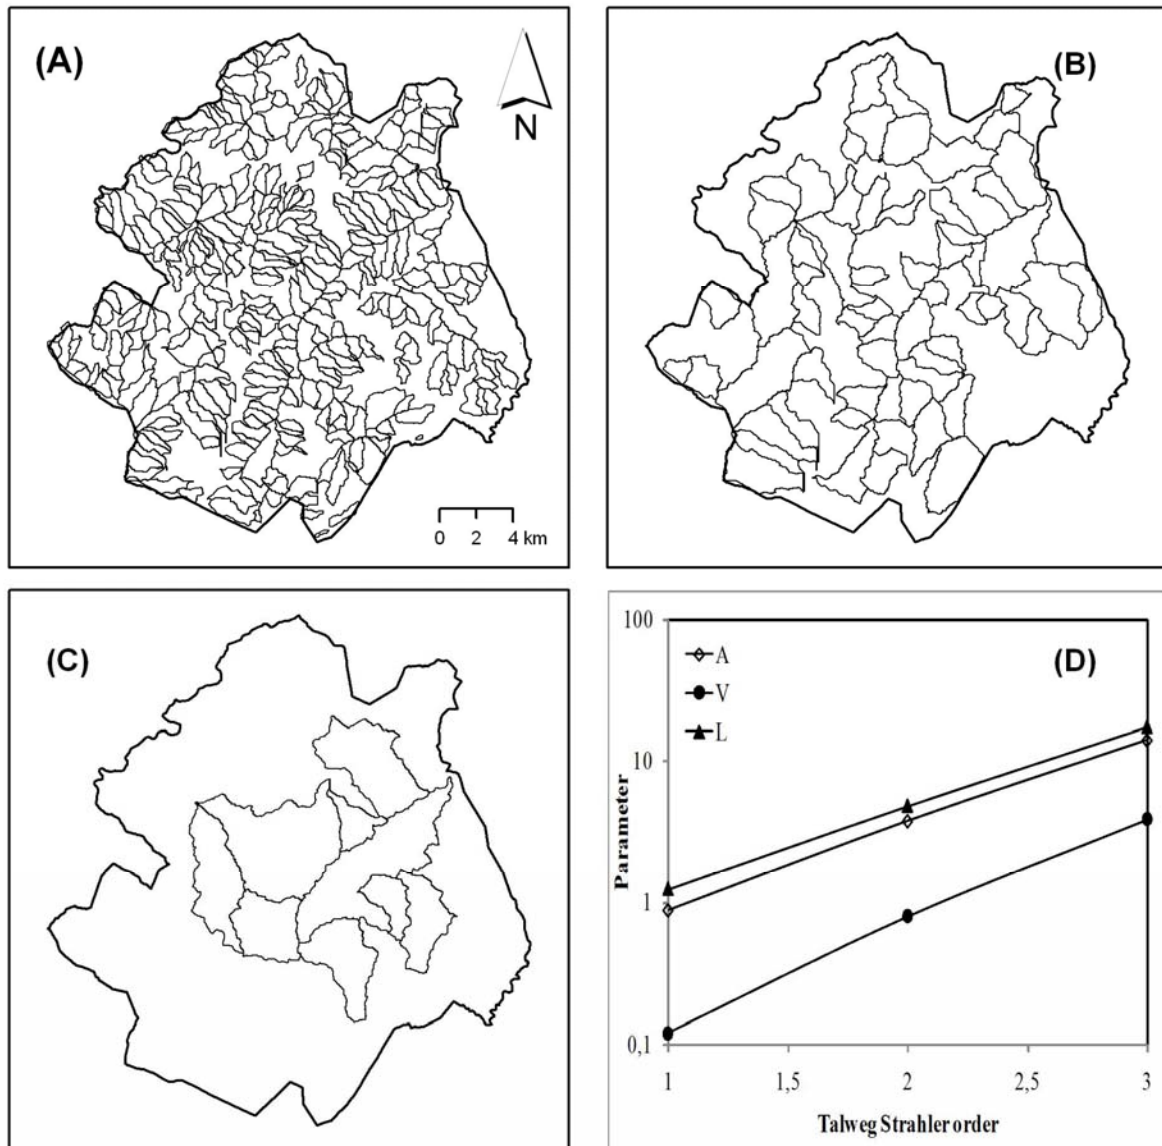 (A)
N
0 2 4 km
(B)
(C)
(D)
100
10
1
0,1
A
V
L
Parameter
1 1,5 2 2,5 3
Talweg Strahler order